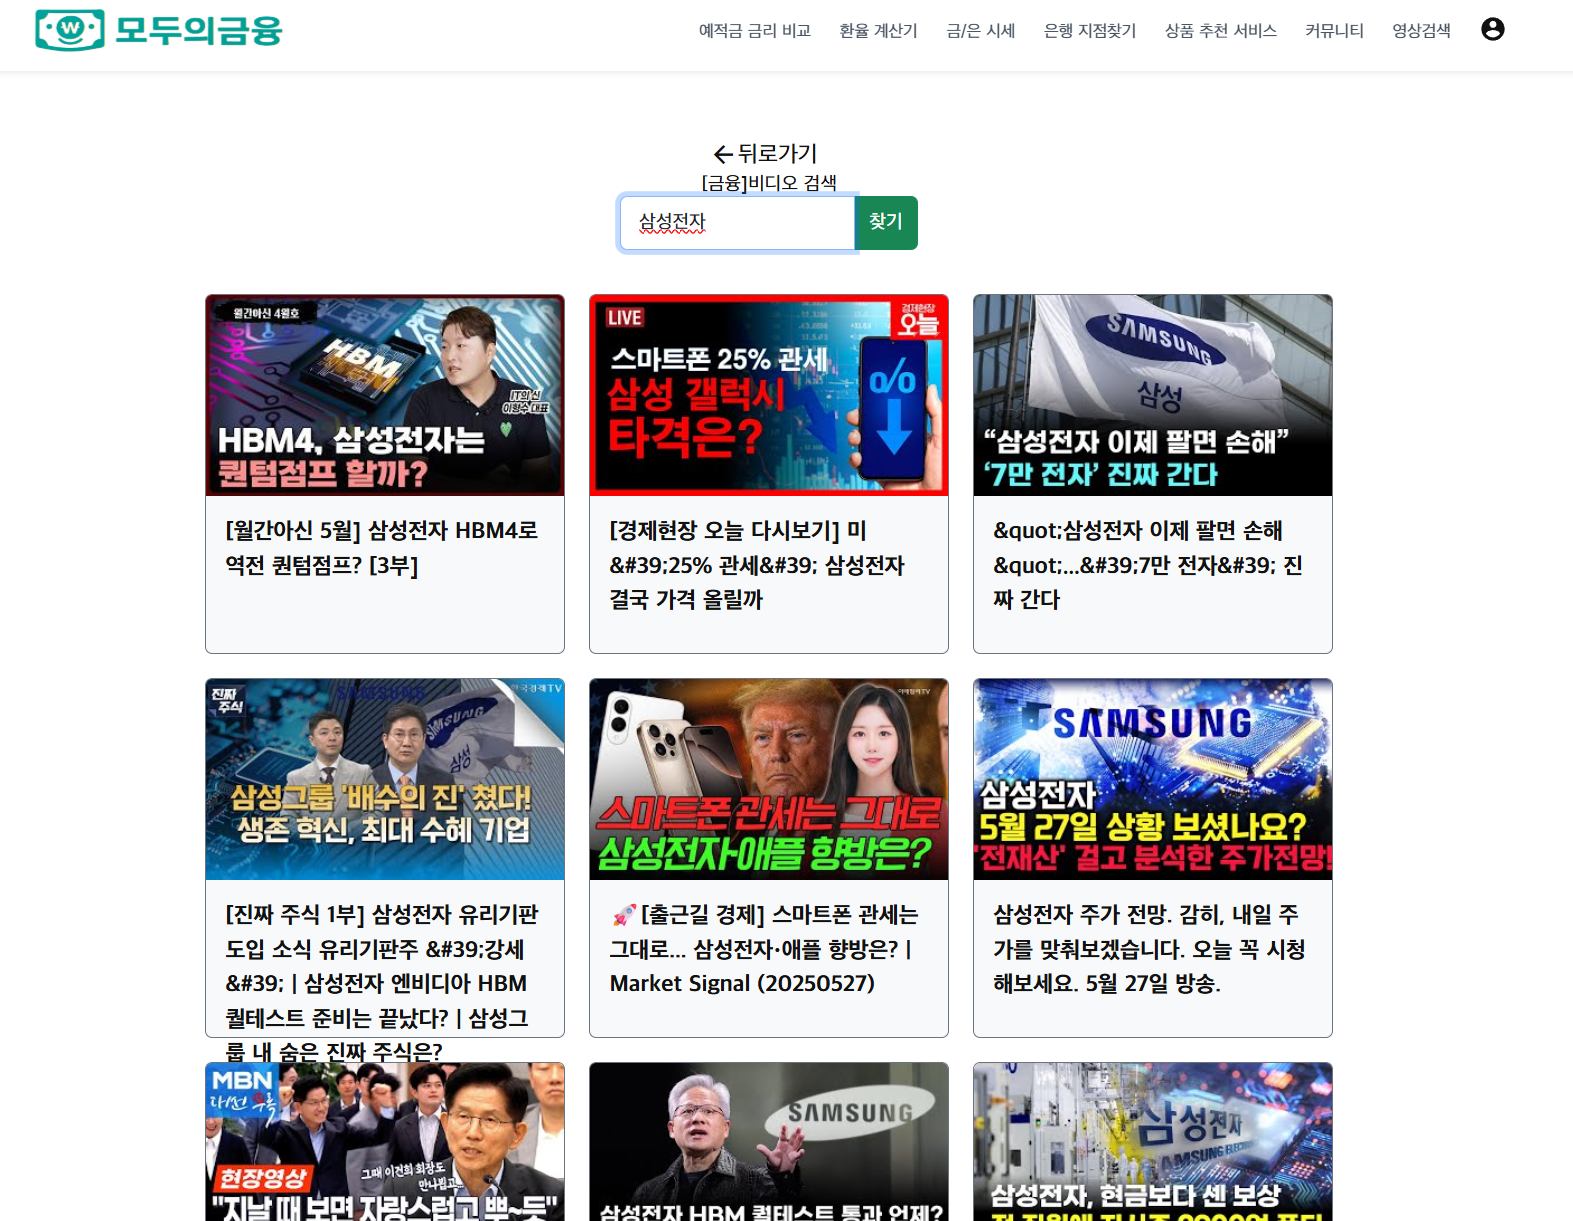 모두의금융
예적금 금리 비교
환율 계산기
금/은 시세
은행 지점찾기
상품 추천 서비스
커뮤니티
영상검색
뒤로가기
[금융]비디오 검색
삼성전자
찾기
월간아신 4월호
HBM
IT의 신
이형수 대표
HBM4, 삼성전자는
퀀텀점프 할까?
[월간아신 5월] 삼성전자 HBM4로
역전 퀀텀점프? [3부]
LIVE
경제현장
오늘
스마트폰 25% 관세
삼성 갤럭시
타격은?
%
[경제현장 오늘 다시보기] 미
&#39;25% 관세&#39; 삼성전자
결국 가격 올릴까
SAMSUNG
삼성
“삼성전자 이제 팔면 손해”
‘7만 전자’ 진짜 간다
&quot;삼성전자 이제 팔면 손해
&quot;...&#39;7만 전자&#39; 진
짜 간다
진짜
주식
SAMSUNG
한국경제TV
SAMSUNG
삼성
삼성그룹 '배수의 진' 쳤다!
생존 혁신, 최대 수혜 기업
[진짜 주식 1부] 삼성전자 유리기판
도입 소식 유리기판주 &#39;강세
&#39; | 삼성전자 엔비디아 HBM
퀄테스트 준비는 끝났다? | 삼성그
룹 내 숨은 진짜 주식은?
이데일리TV
스마트폰 관세는 그대로
삼성전자·애플 향방은?
🚀[출근길 경제] 스마트폰 관세는
그대로... 삼성전자·애플 향방은? |
Market Signal (20250527)
SAMSUNG
삼성전자
5월 27일 상황 보셨나요?
'전재산' 걸고 분석한 주가전망!
삼성전자 주가 전망. 감히, 내일 주
가를 맞춰보겠습니다. 오늘 꼭 시청
해보세요. 5월 27일 방송.
MBN
현장영상
그때 이건희 회장도
만나뵙고..
"지날 때 보면 자랑스럽고 뿌~듯"
SAMSUNG
삼성전자 HBM 퀄테스트 통과 언제?
삼성전자
SAMSUNG ELECTR
삼성전자, 현금보다 센 보상